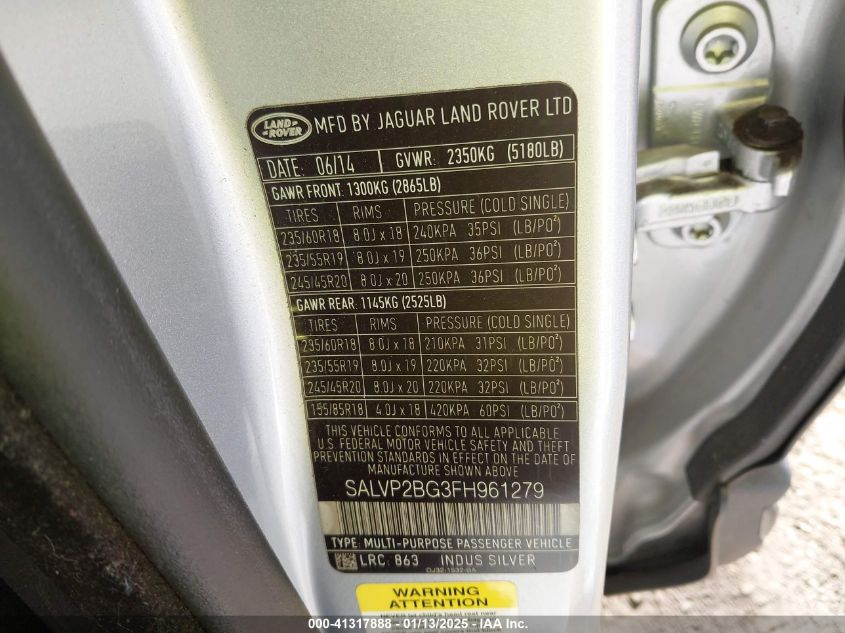 LAND-
ROVER
MFD BY JAGUAR LAND ROVER LTD
DATE: 06/14 GVWR: 2350KG (5180LB)
GAWR FRONT: 1300KG (2865LB)
TIRES RIMS PRESSURE (COLD SINGLE)
235/60R18 8.0J x 18 240KPA 35PSI (LB/PO²)
235/55R19 8.0J x 19 250KPA 36PSI (LB/PO²)
245/45R20 8.0J x 20 250KPA 36PSI (LB/PO²)
GAWR REAR: 1145KG (2525LB)
TIRES RIMS PRESSURE (COLD SINGLE)
235/60R18 8.0J x 18 210KPA 31PSI (LB/PO²)
235/55R19 8.0J x 19 220KPA 32PSI (LB/PO²)
245/45R20 8.0J x 20 220KPA 32PSI (LB/PO²)
155/85R18 4.0J x 18 420KPA 60PSI (LB/PO²)
THIS VEHICLE CONFORMS TO ALL APPLICABLE
U.S. FEDERAL MOTOR VEHICLE SAFETY AND THEFT
PREVENTION STANDARDS IN EFFECT ON THE DATE OF
MANUFACTURE SHOWN ABOVE
SALVP2BG3FH961279
TYPE: MULTI-PURPOSE PASSENGER VEHICLE
LRC 863 INDUS SILVER
WARNING
ATTENTION
000-41317888 - 01/13/2025 - IAA Inc.